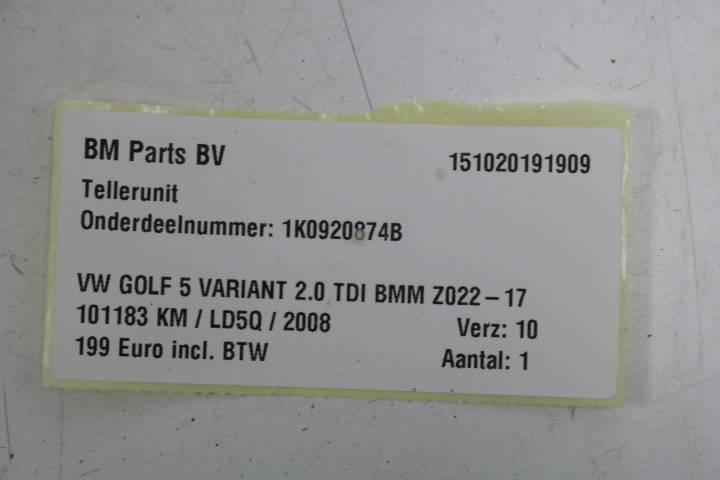 BM Parts BV 151020191909
Tellerunit
Onderdeelnummer: 1K0920874B
VW GOLF 5 VARIANT 2.0 TDI BMM Z022-17
101183 KM / LD5Q / 2008 Verz: 10
199 Euro incl. BTW Aantal: 1